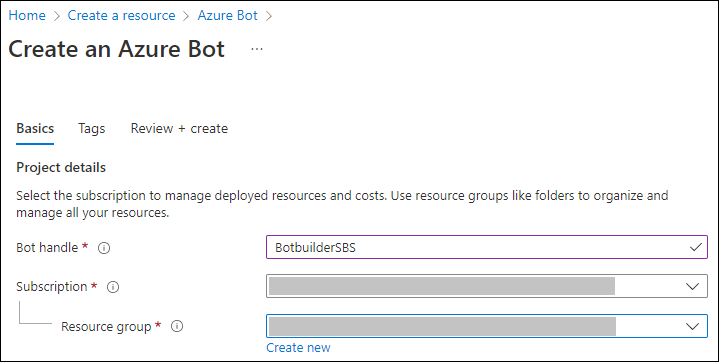 Home > Create a resource > Azure Bot >
Create an Azure Bot ...
Basics Tags Review + create
Project details
Select the subscription to manage deployed resources and costs. Use resource groups like folders to organize and
manage all your resources.
Bot handle * BotbuilderSBS
Subscription *
Resource group *
Create new